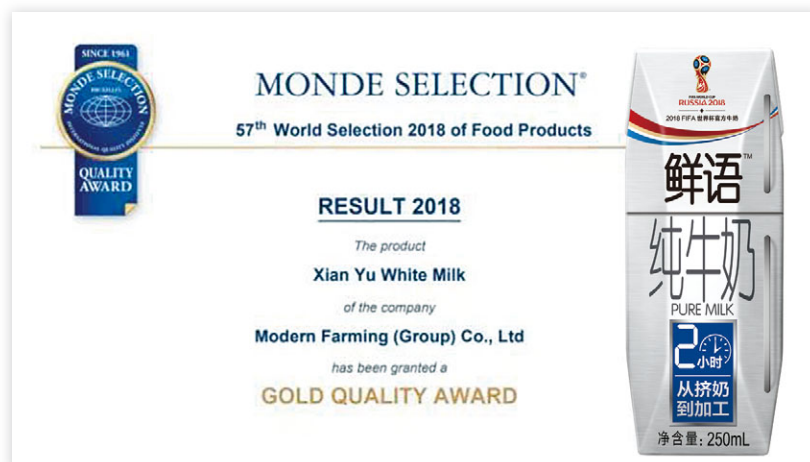 SINCE 1961
MONDE SELECTION
BRUXELLES
INTERNATIONAL QUALITY INSTITUTE
QUALITY
AWARD
MONDE SELECTION®
57th World Selection 2018 of Food Products
RESULT 2018
The product
Xian Yu White Milk
of the company
Modern Farming (Group) Co., Ltd
has been granted a
GOLD QUALITY AWARD
FIFA WORLD CUP
RUSSIA 2018
2018 FIFA 世界杯官方牛奶
鲜语™
纯牛奶
PURE MILK
2小时
从挤奶
到加工
净含量: 250mL